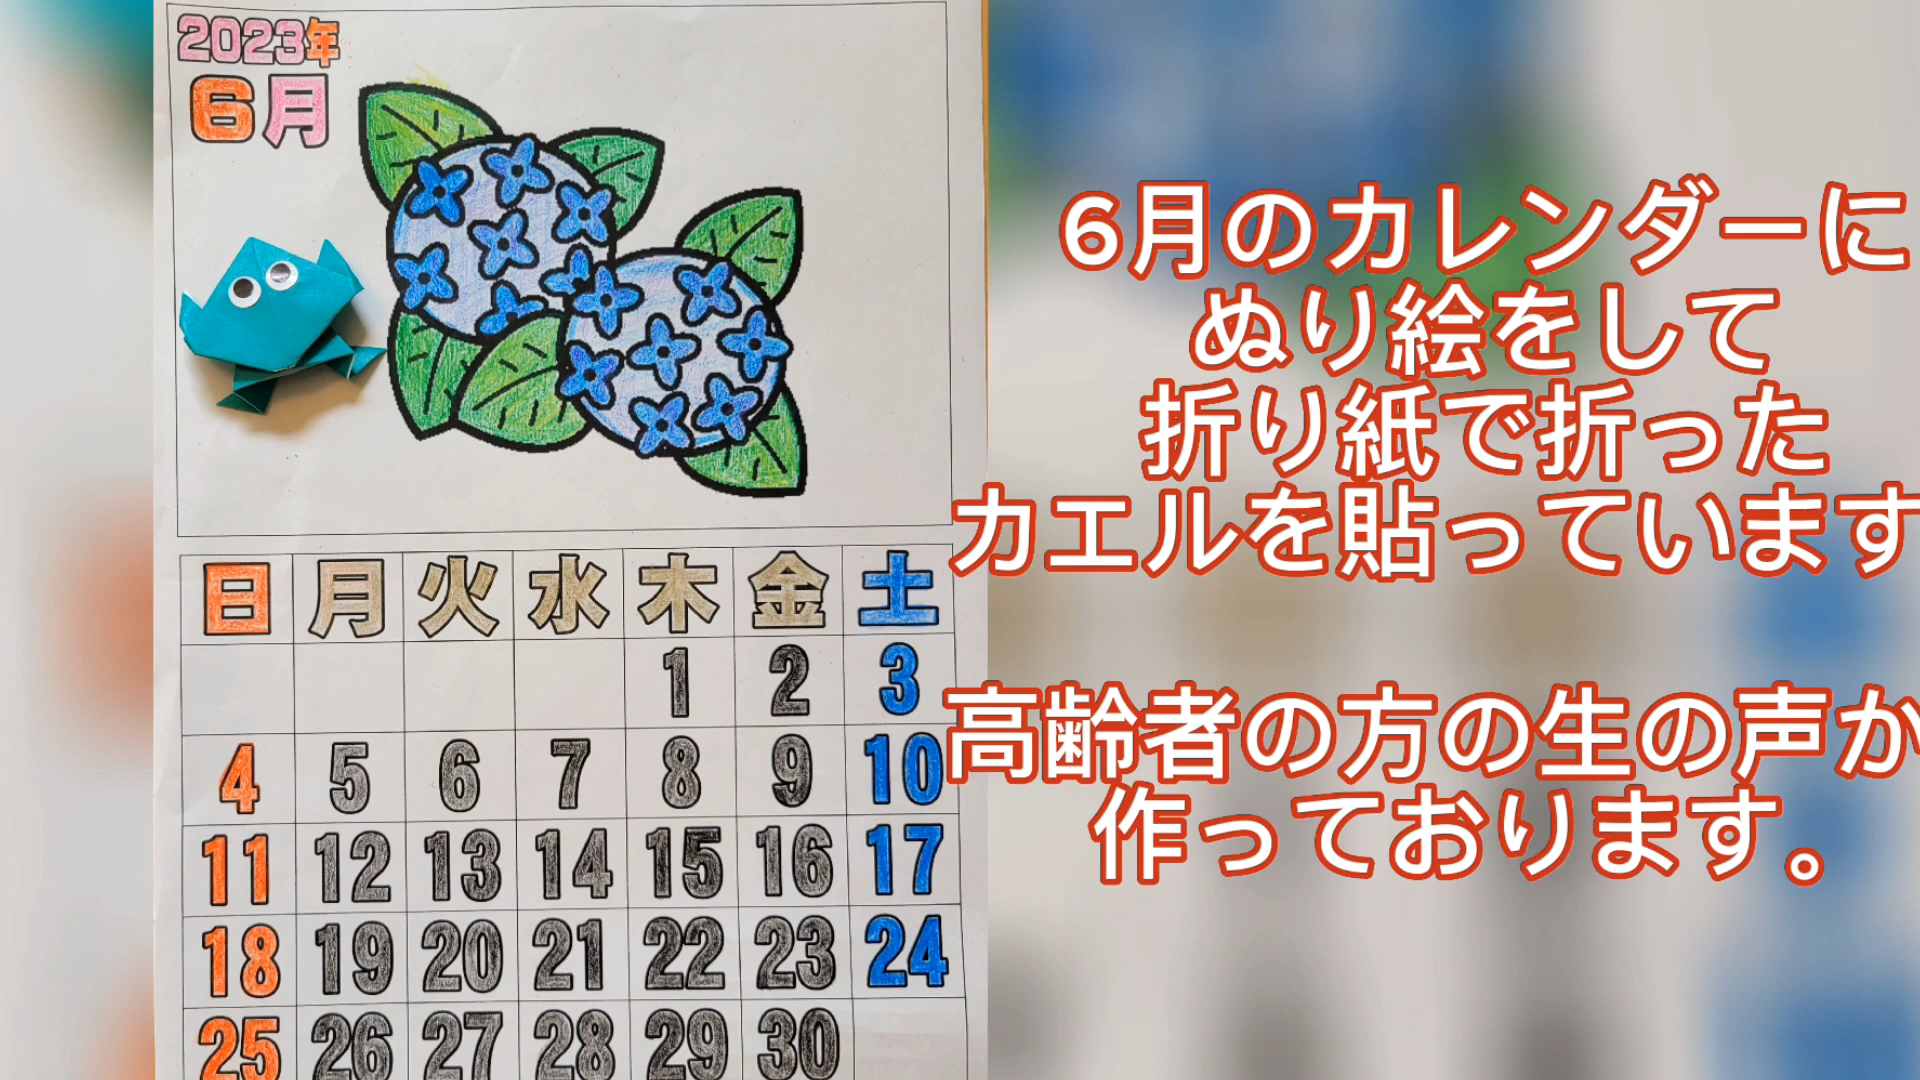 2023年
6月
日 月 火 水 木 金 土
1 2 3
4 5 6 7 8 9 10
11 12 13 14 15 16 17
18 19 20 21 22 23 24
25 26 27 28 29 30
6月のカレンダーに
ぬり絵をして
折り紙で折った
カエルを貼っています
高齢者の方の生の声か
作っております。